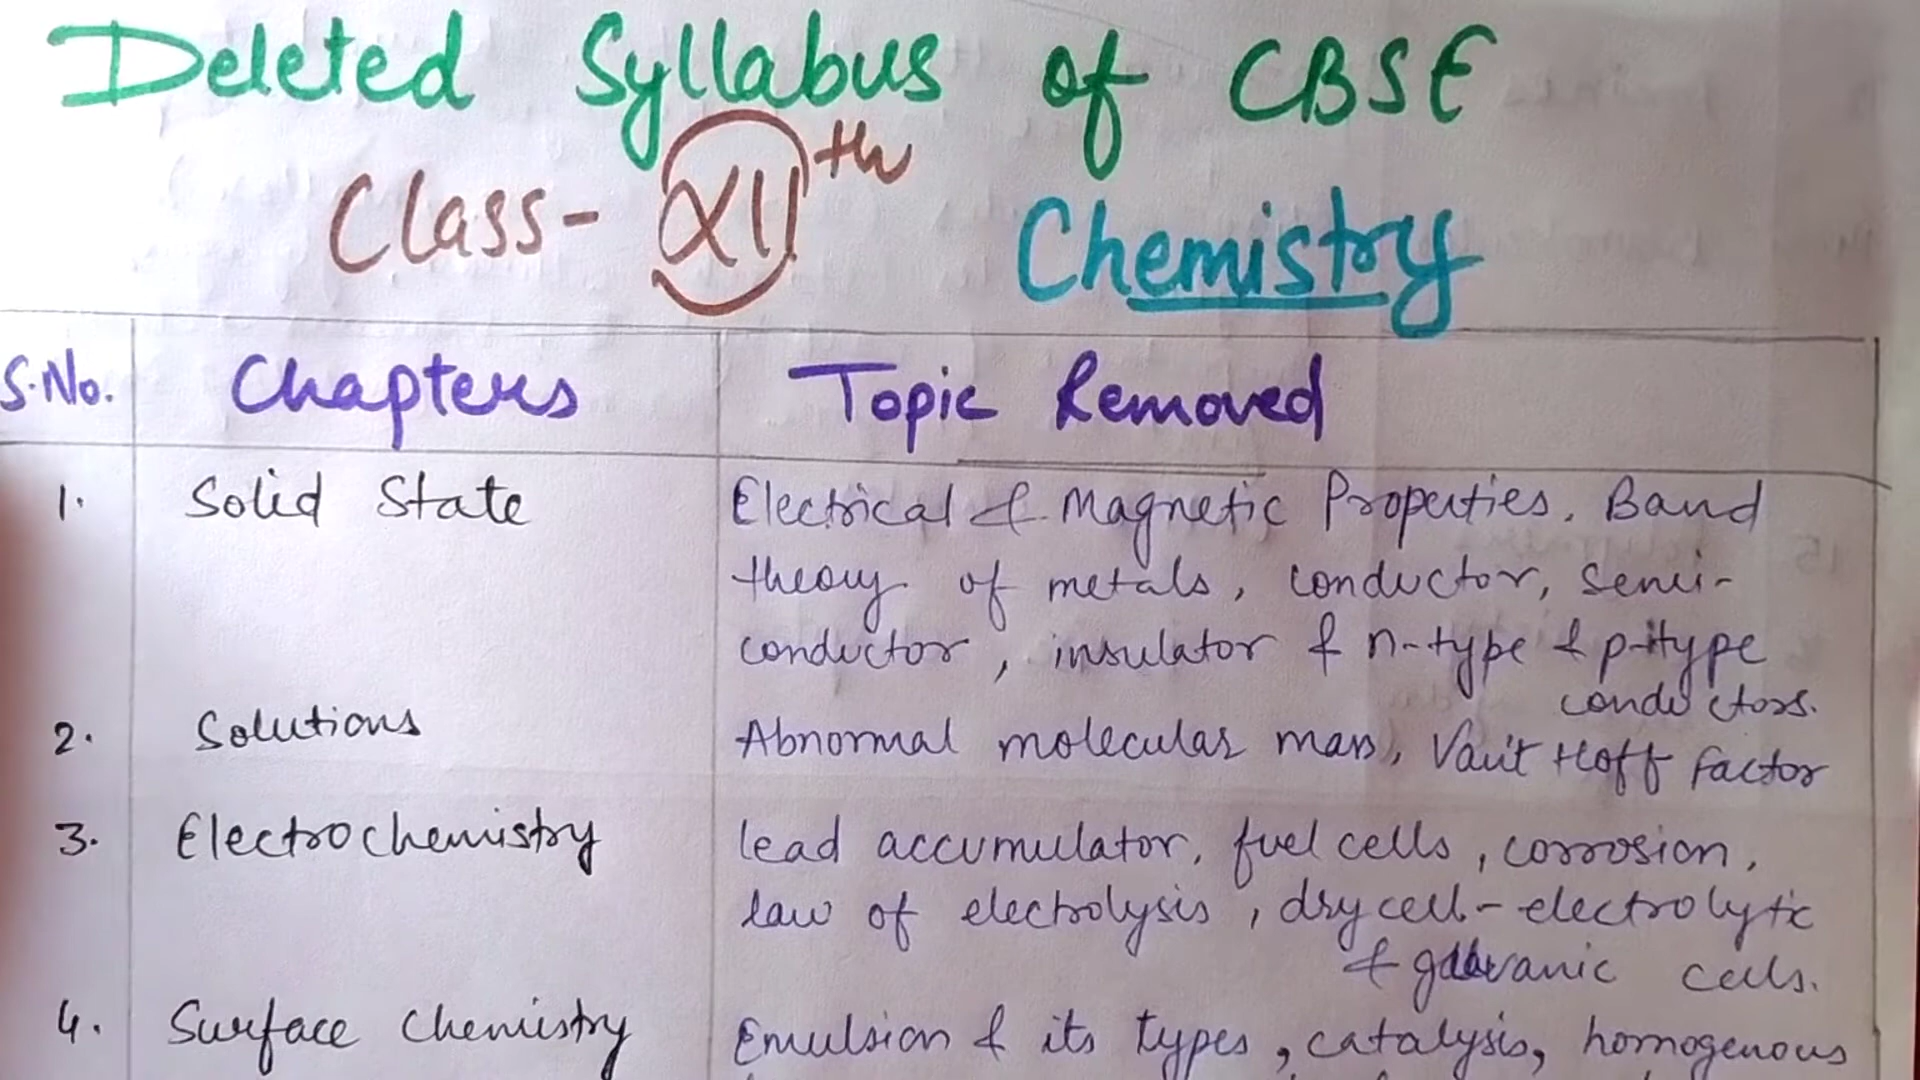 Deleted Syllabus of CBSE
Class- XII th Chemistry
S.No. Chapters Topic Removed
1. Solid State Electrical & Magnetic Properties. Band
theory of metals, conductor, semi-
conductor, insulator & n-type & p-type
conductors.
2. Solutions Abnormal molecular mass, Van't Hoff Factor
3. Electrochemistry lead accumulator, fuel cells, corrosion,
law of electrolysis, dry cell- electrolytic
& galvanic cells.
4. Surface Chemistry Emulsion & its types, catalysis, homogenous